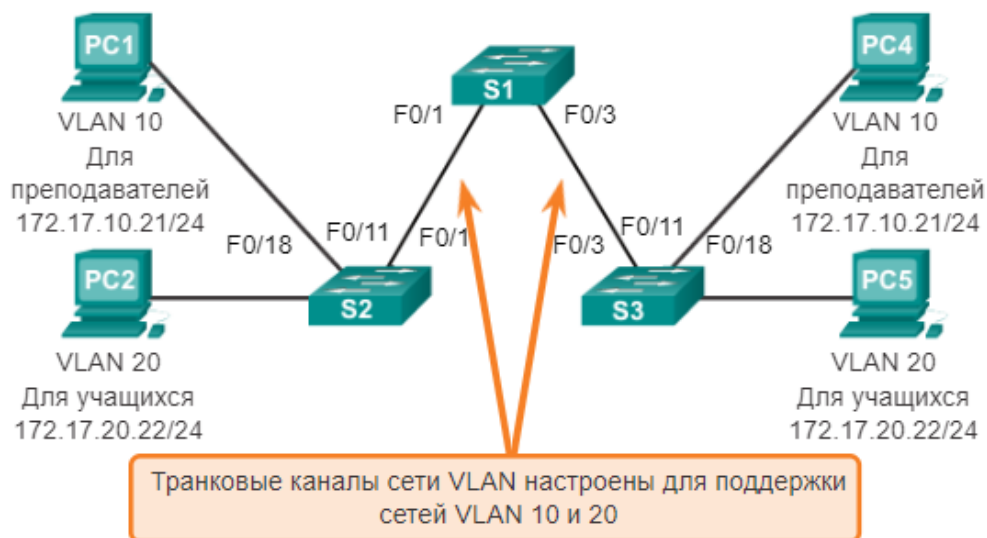 PC1
VLAN 10
Для
преподавателей
172.17.10.21/24
S1
F0/1
F0/3
PC4
VLAN 10
Для
преподавателей
172.17.10.21/24
F0/18
F0/11
F0/1
F0/3
F0/11
F0/18
PC2
VLAN 20
Для учащихся
172.17.20.22/24
S2
S3
PC5
VLAN 20
Для учащихся
172.17.20.22/24
Транковые каналы сети VLAN настроены для поддержки
сетей VLAN 10 и 20